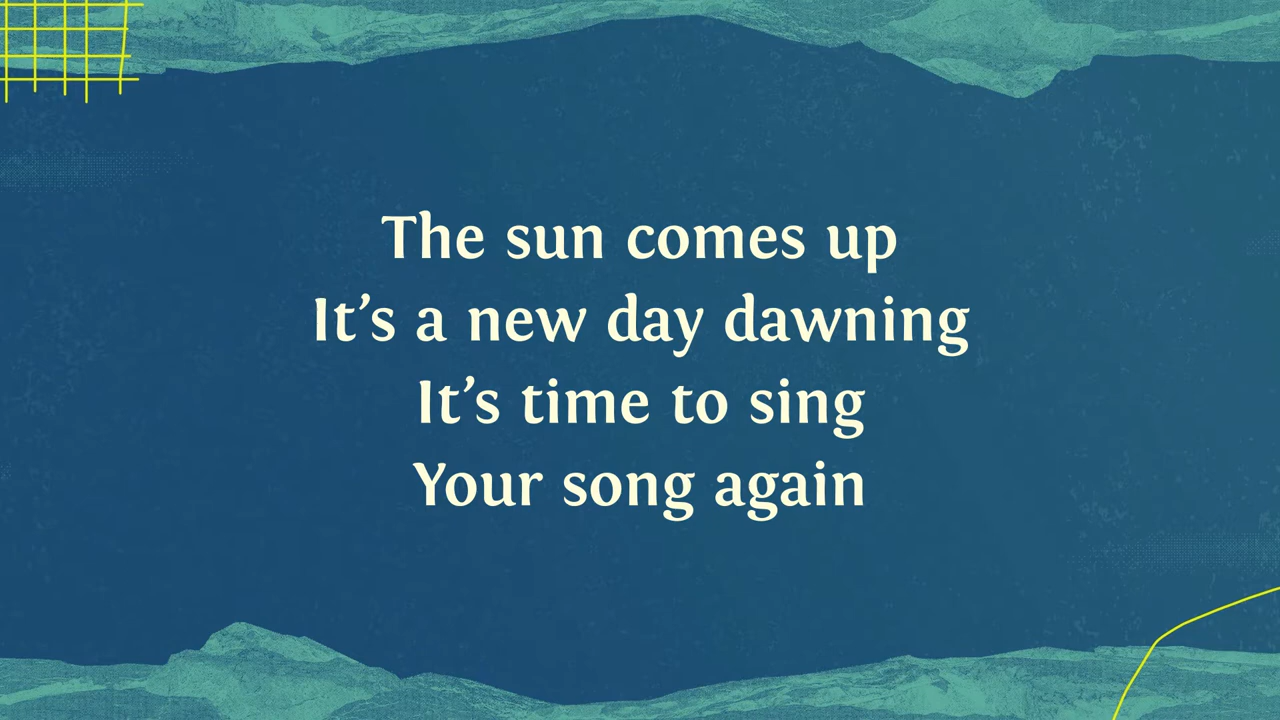 The sun comes up
It’s a new day dawning
It’s time to sing
Your song again